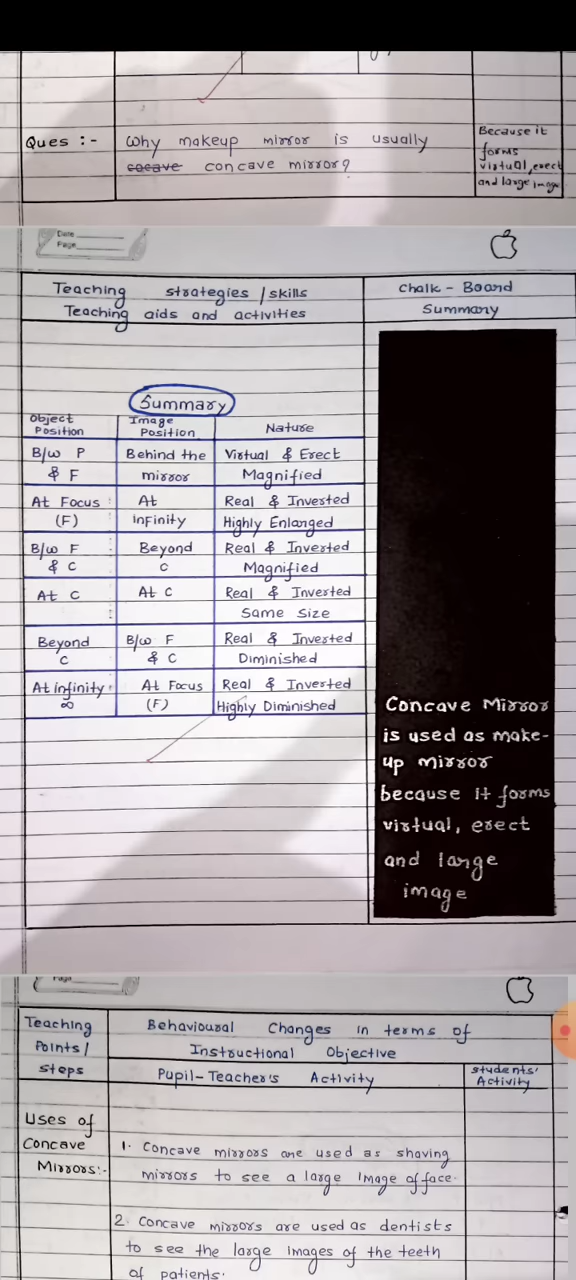 Ques :-
Why makeup mirror is usually
cocave concave mirror?
Because it
forms
virtual, erect
and large image
Date
Page
Teaching strategies / skills
Teaching aids and activities
Chalk - Board
Summary
Summary
Object Position
Image Position
Nature
B/w P & F
Behind the mirror
Virtual & Erect Magnified
At Focus (F)
At infinity
Real & Inverted Highly Enlarged
B/w F & C
Beyond C
Real & Inverted Magnified
At C
At C
Real & Inverted Same Size
Beyond C
B/w F & C
Real & Inverted Diminished
At infinity ∞
At Focus (F)
Real & Inverted Highly Diminished
Concave Mirror
is used as make-
up mirror
because it forms
virtual, erect
and large
image
Page
Teaching
Points/
steps
Behavioural Changes in terms of
Instructional Objective
Pupil-Teacher's Activity
students'
Activity
Uses of
Concave
Mirrors:-
1. Concave mirrors are used as shaving
mirrors to see a large image of face.
2. Concave mirrors are used as dentists
to see the large images of the teeth
of patients.